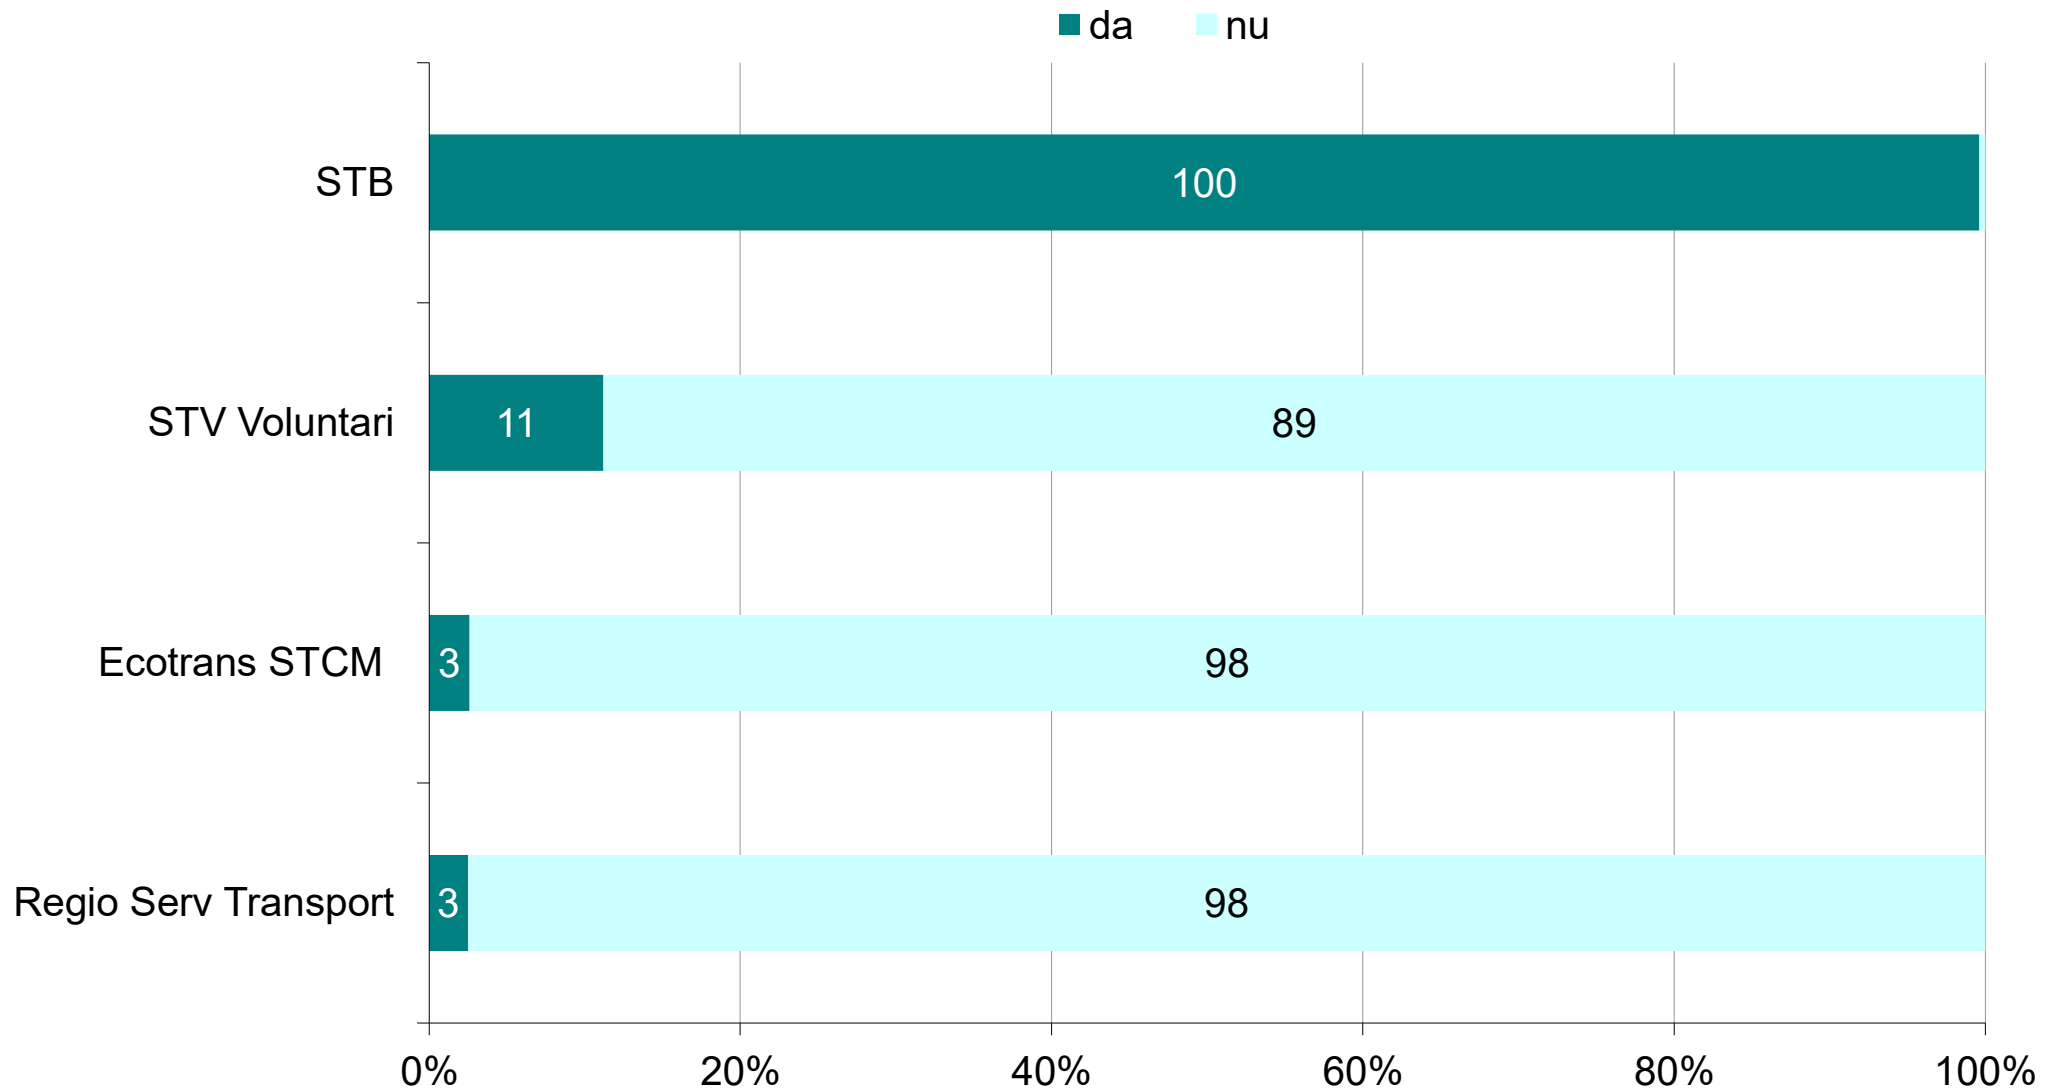 da nu
STB 100
STV Voluntari 11 89
Ecotrans STCM 3 98
Regio Serv Transport 3 98
0% 20% 40% 60% 80% 100%